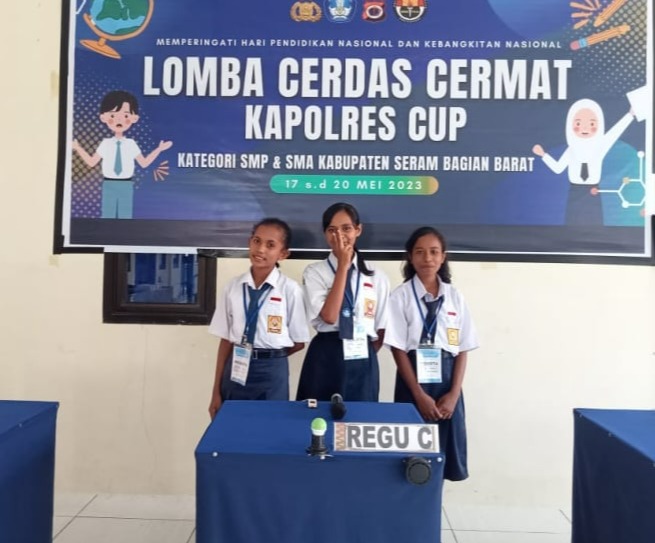 MEMPERINGATI HARI PENDIDIKAN NASIONAL DAN KEBANGKITAN NASIONAL
LOMBA CERDAS CERMAT
KAPOLRES CUP
KATEGORI SMP & SMA KABUPATEN SERAM BAGIAN BARAT
17 s.d 20 MEI 2023
REGU C